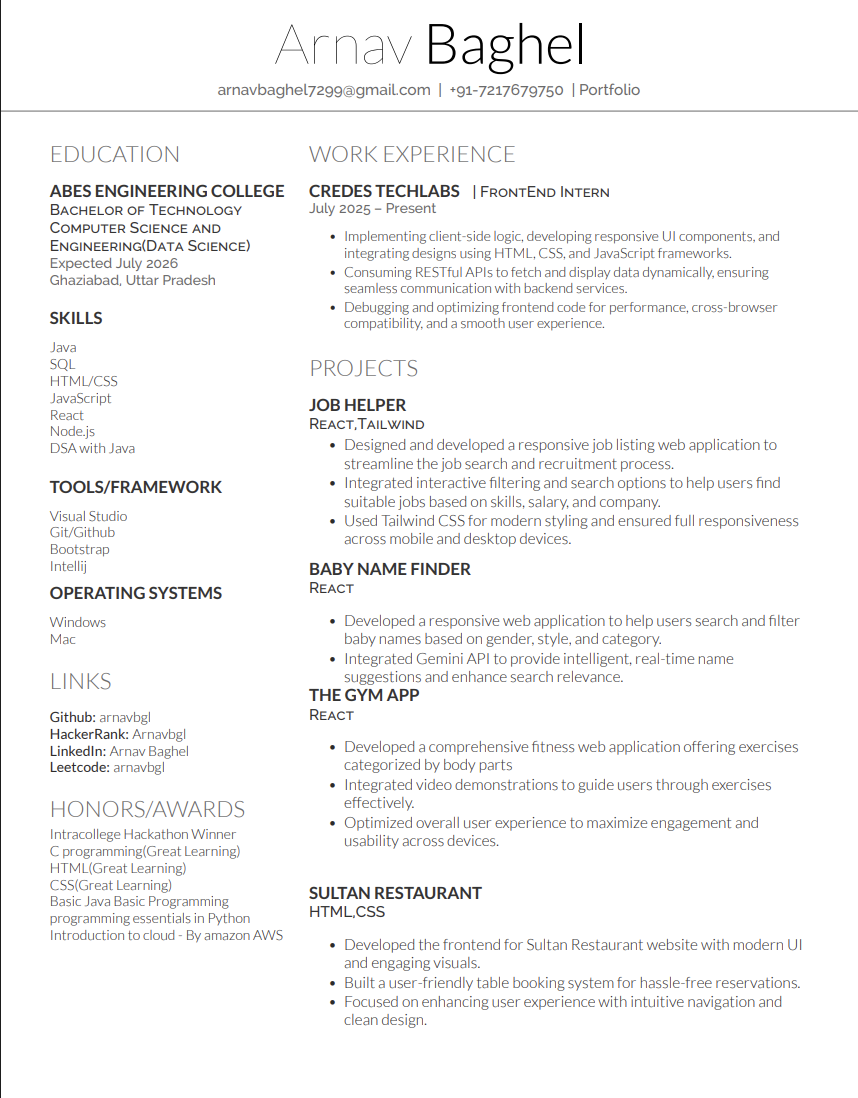 Arnav Baghel
arnavbaghel7299@gmail.com | +91-7217679750 | Portfolio
EDUCATION
ABES ENGINEERING COLLEGE
Bachelor of Technology
Computer Science and
Engineering(Data Science)
Expected July 2026
Ghaziabad, Uttar Pradesh
SKILLS
Java
SQL
HTML/CSS
JavaScript
React
Node.js
DSA with Java
TOOLS/FRAMEWORK
Visual Studio
Git/Github
Bootstrap
Intellij
OPERATING SYSTEMS
Windows
Mac
LINKS
Github: arnavbgl
HackerRank: Arnavbgl
LinkedIn: Arnav Baghel
Leetcode: arnavbgl
HONORS/AWARDS
Intracollege Hackathon Winner
C programming(Great Learning)
HTML(Great Learning)
CSS(Great Learning)
Basic Java Basic Programming
programming essentials in Python
Introduction to cloud - By amazon AWS
WORK EXPERIENCE
CREDES TECHLABS | FrontEnd Intern
July 2025 – Present
• Implementing client-side logic, developing responsive UI components, and
integrating designs using HTML, CSS, and JavaScript frameworks.
• Consuming RESTful APIs to fetch and display data dynamically, ensuring
seamless communication with backend services.
• Debugging and optimizing frontend code for performance, cross-browser
compatibility, and a smooth user experience.
PROJECTS
JOB HELPER
React,Tailwind
• Designed and developed a responsive job listing web application to
streamline the job search and recruitment process.
• Integrated interactive filtering and search options to help users find
suitable jobs based on skills, salary, and company.
• Used Tailwind CSS for modern styling and ensured full responsiveness
across mobile and desktop devices.
BABY NAME FINDER
React
• Developed a responsive web application to help users search and filter
baby names based on gender, style, and category.
• Integrated Gemini API to provide intelligent, real-time name
suggestions and enhance search relevance.
THE GYM APP
React
• Developed a comprehensive fitness web application offering exercises
categorized by body parts
• Integrated video demonstrations to guide users through exercises
effectively.
• Optimized overall user experience to maximize engagement and
usability across devices.
SULTAN RESTAURANT
HTML,CSS
• Developed the frontend for Sultan Restaurant website with modern UI
and engaging visuals.
• Built a user-friendly table booking system for hassle-free reservations.
• Focused on enhancing user experience with intuitive navigation and
clean design.